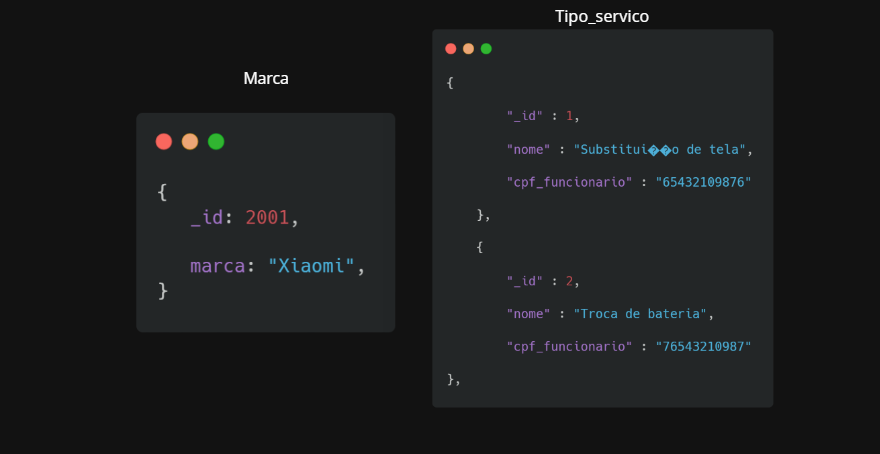 Marca
{
_id: 2001,
marca: "Xiaomi",
}
Tipo_servico
{
"_id" : 1,
"nome" : "Substitui��o de tela",
"cpf_funcionario" : "65432109876"
},
{
"_id" : 2,
"nome" : "Troca de bateria",
"cpf_funcionario" : "76543210987"
},